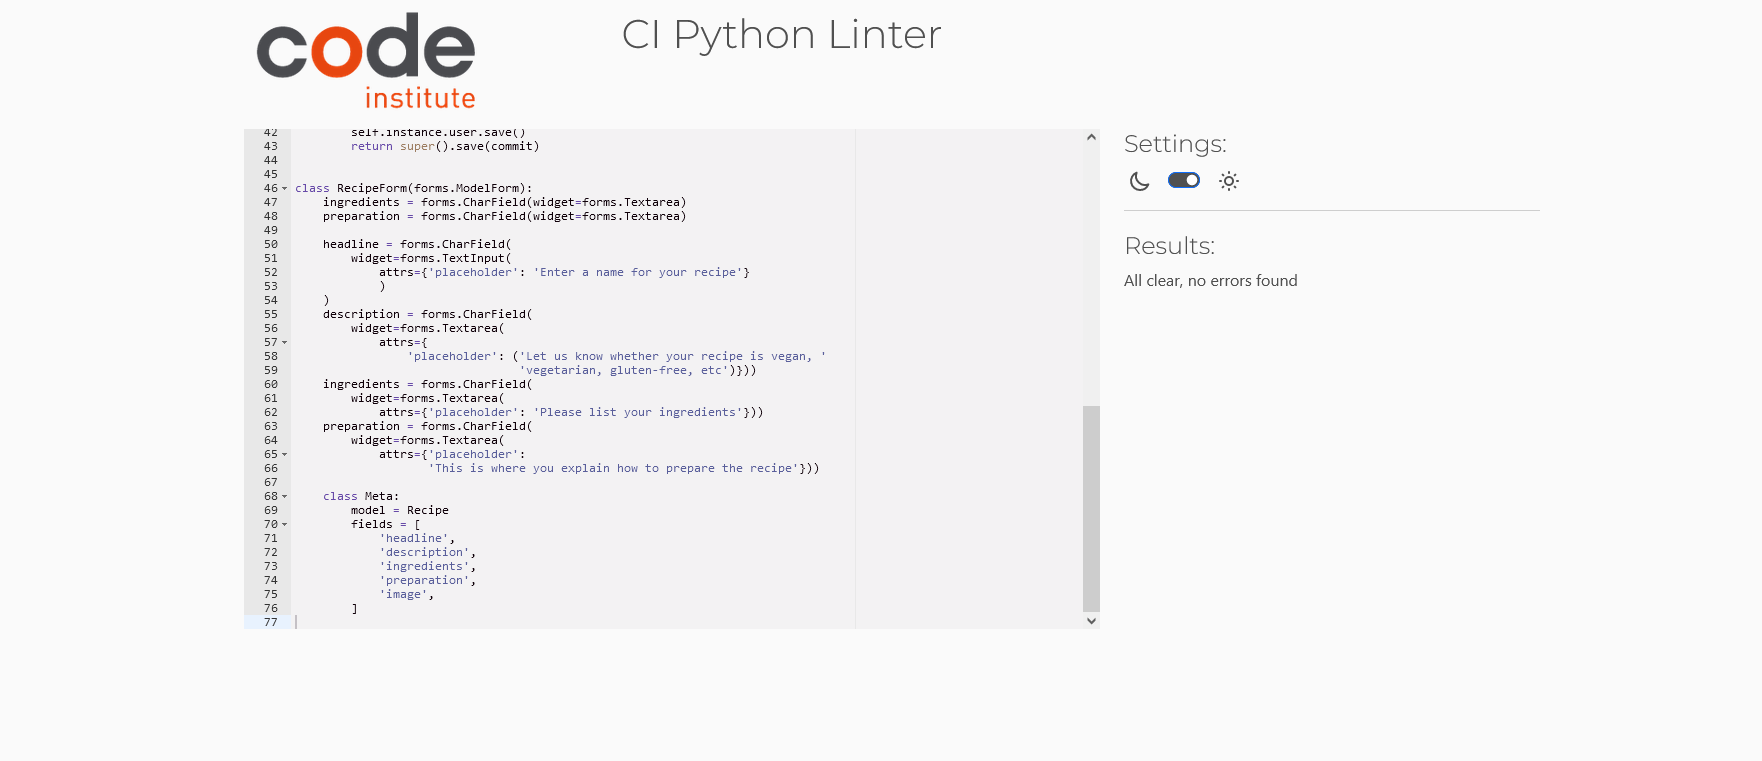 code
institute
CI Python Linter
42 self.instance.user.save()
43 return super().save(commit)
44
45
46 class RecipeForm(forms.ModelForm):
47 ingredients = forms.CharField(widget=forms.Textarea)
48 preparation = forms.CharField(widget=forms.Textarea)
49
50 headline = forms.CharField(
51 widget=forms.TextInput(
52 attrs={'placeholder': 'Enter a name for your recipe'}
53 )
54 )
55 description = forms.CharField(
56 widget=forms.Textarea(
57 attrs={
58 'placeholder': ('Let us know whether your recipe is vegan, '
59 'vegetarian, gluten-free, etc')}))
60 ingredients = forms.CharField(
61 widget=forms.Textarea(
62 attrs={'placeholder': 'Please list your ingredients'}))
63 preparation = forms.CharField(
64 widget=forms.Textarea(
65 attrs={'placeholder':
66 'This is where you explain how to prepare the recipe'}))
67
68 class Meta:
69 model = Recipe
70 fields = [
71 'headline',
72 'description',
73 'ingredients',
74 'preparation',
75 'image',
76 ]
77
Settings:
Results:
All clear, no errors found